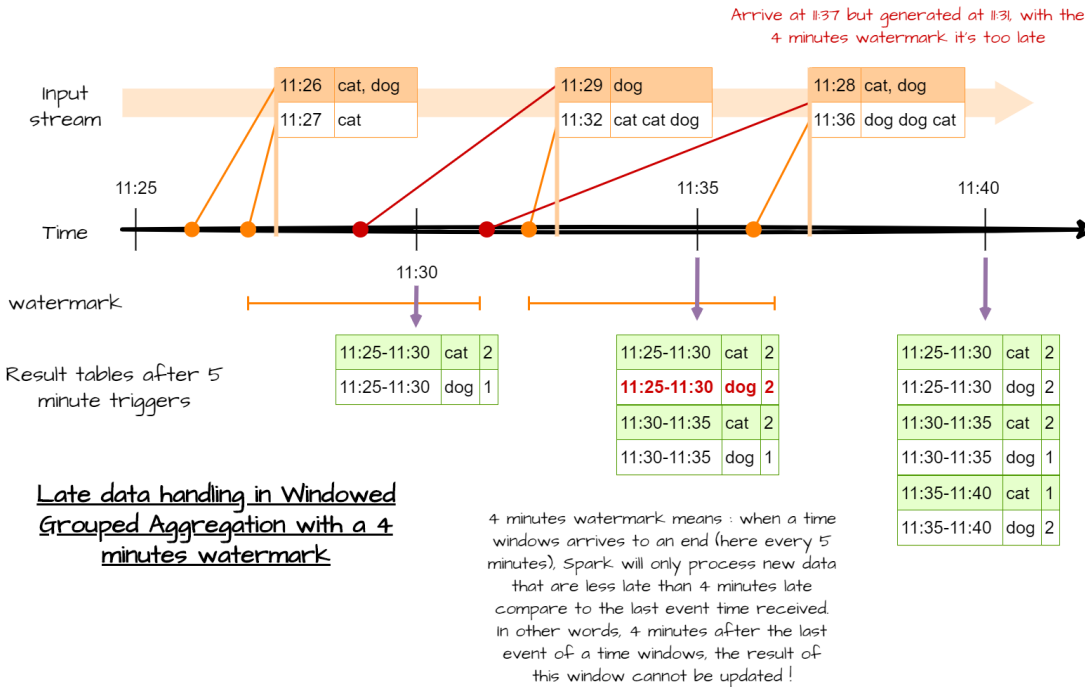 Arrive at 11:37 but generated at 11:31, with the
4 minutes watermark it's too late
Input
stream
11:26 cat, dog
11:27 cat
11:29 dog
11:32 cat cat dog
11:28 cat, dog
11:36 dog dog cat
11:25
11:35
11:40
Time
11:30
watermark
Result tables after 5
minute triggers
11:25-11:30 cat 2
11:25-11:30 dog 1
11:25-11:30 cat 2
11:25-11:30 dog 2
11:30-11:35 cat 2
11:30-11:35 dog 1
11:25-11:30 cat 2
11:25-11:30 dog 2
11:30-11:35 cat 2
11:30-11:35 dog 1
11:35-11:40 cat 1
11:35-11:40 dog 2
Late data handling in Windowed
Grouped Aggregation with a 4
minutes watermark
4 minutes watermark means : when a time
windows arrives to an end (here every 5
minutes), Spark will only process new data
that are less late than 4 minutes late
compare to the last event time received.
In other words, 4 minutes after the last
event of a time windows, the result of
this window cannot be updated !